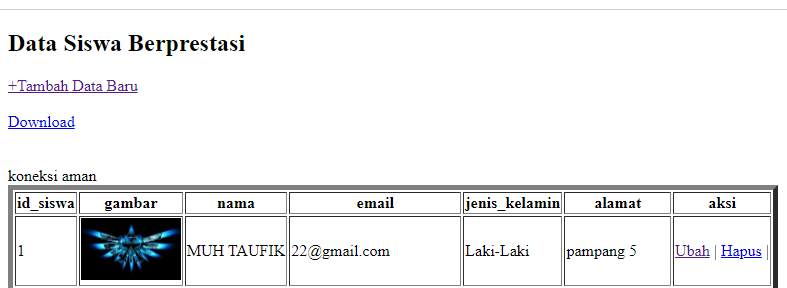 Data Siswa Berprestasi
+Tambah Data Baru
Download
koneksi aman
id_siswa gambar nama email jenis_kelamin alamat aksi
1 MUH TAUFIK 22@gmail.com Laki-Laki pampang 5 Ubah | Hapus |